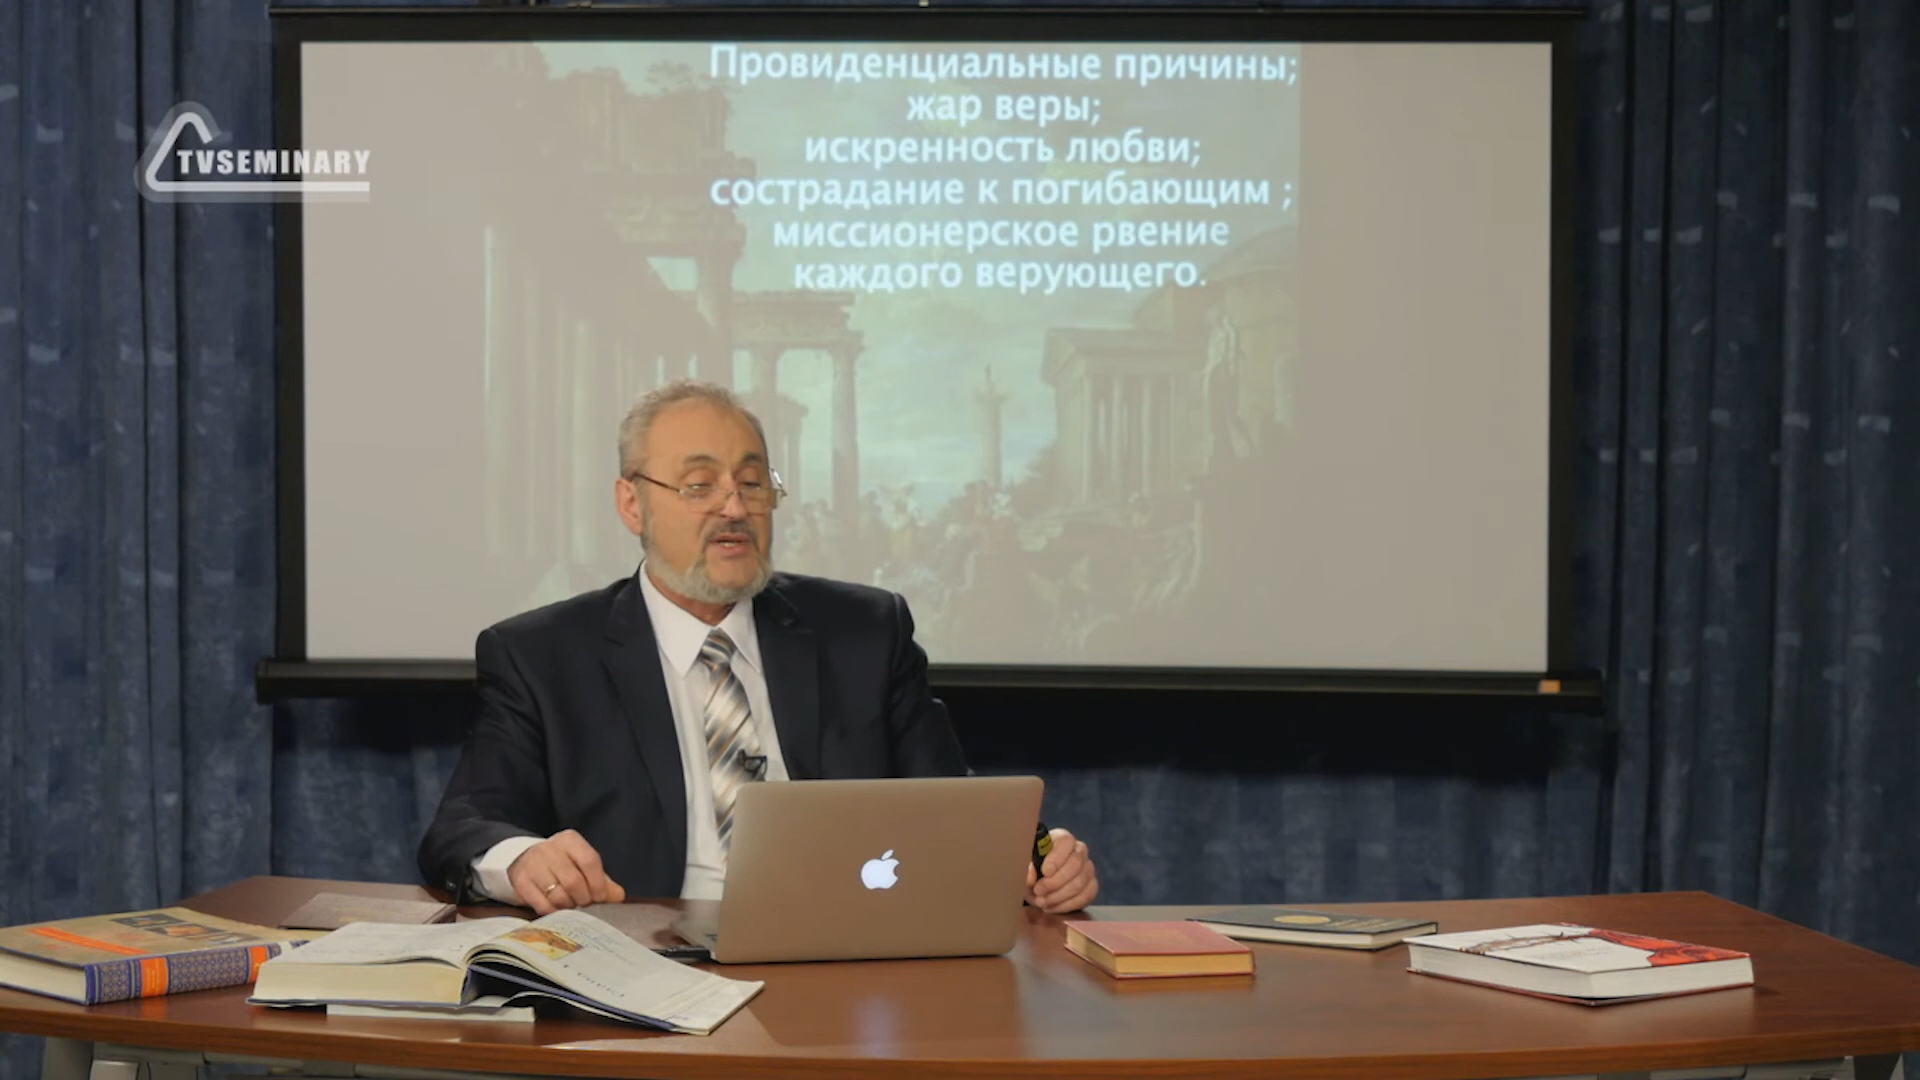 Провиденциальные причины;
жар веры;
искренность любви;
сострадание к погибающим ;
миссионерское рвение
каждого верующего.
TVSEMINARY